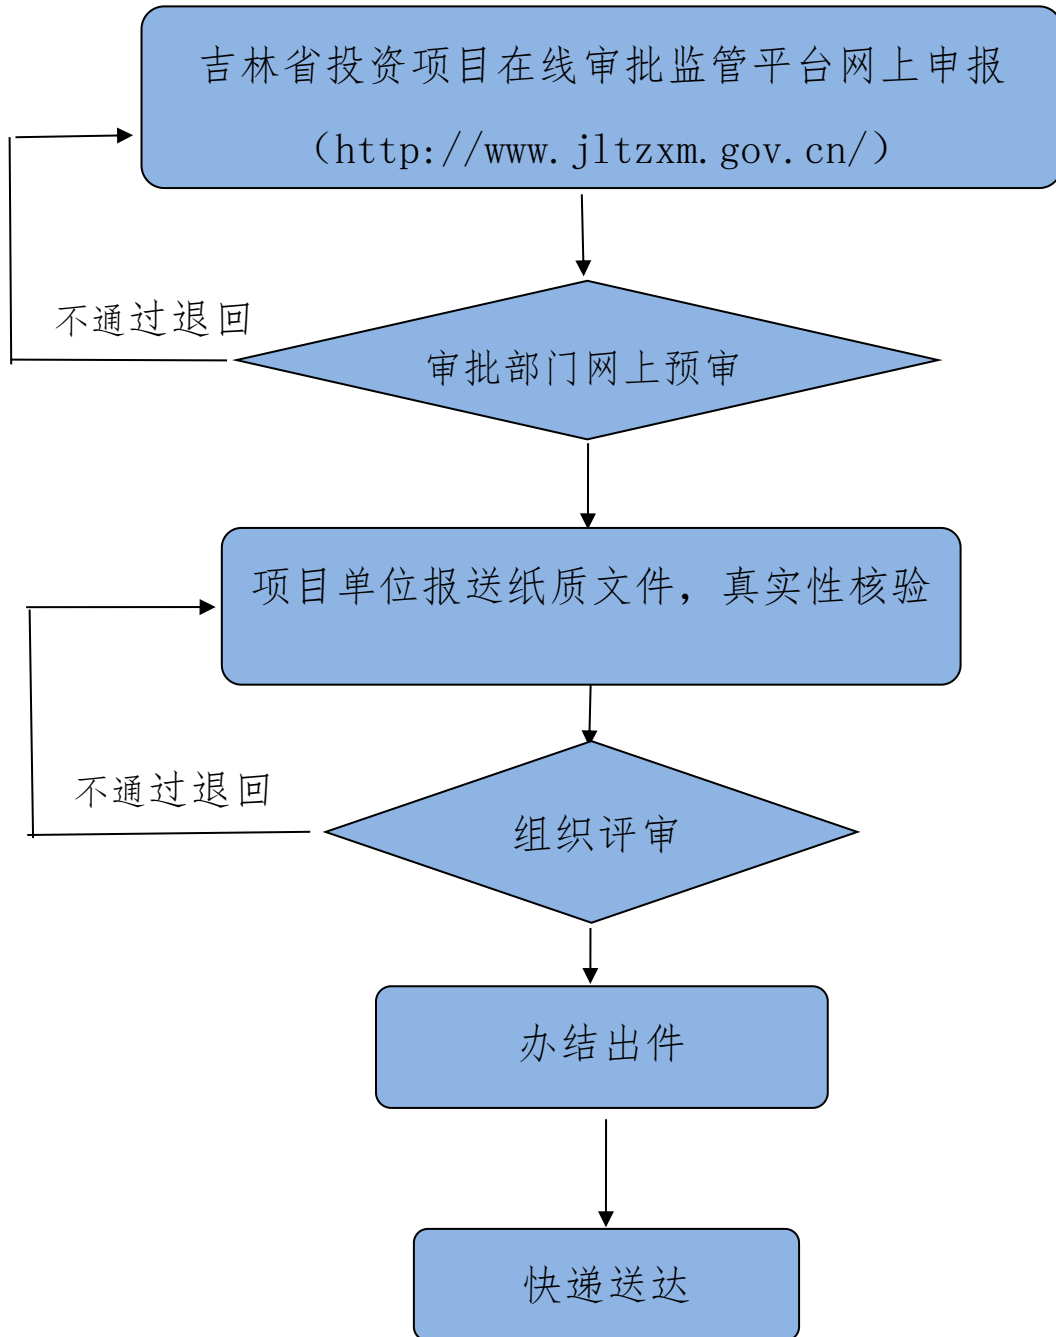 吉林省投资项目在线审批监管平台网上申报
（http://www.jltzxm.gov.cn/）
不通过退回
审批部门网上预审
项目单位报送纸质文件，真实性核验
不通过退回
组织评审
办结出件
快递送达